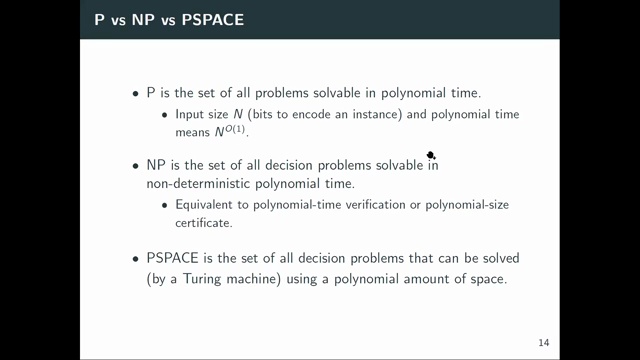 P vs NP vs PSPACE
• P is the set of all problems solvable in polynomial time.
• Input size N (bits to encode an instance) and polynomial time
means N^{O(1)}.
• NP is the set of all decision problems solvable in
non-deterministic polynomial time.
• Equivalent to polynomial-time verification or polynomial-size
certificate.
• PSPACE is the set of all decision problems that can be solved
(by a Turing machine) using a polynomial amount of space.
14